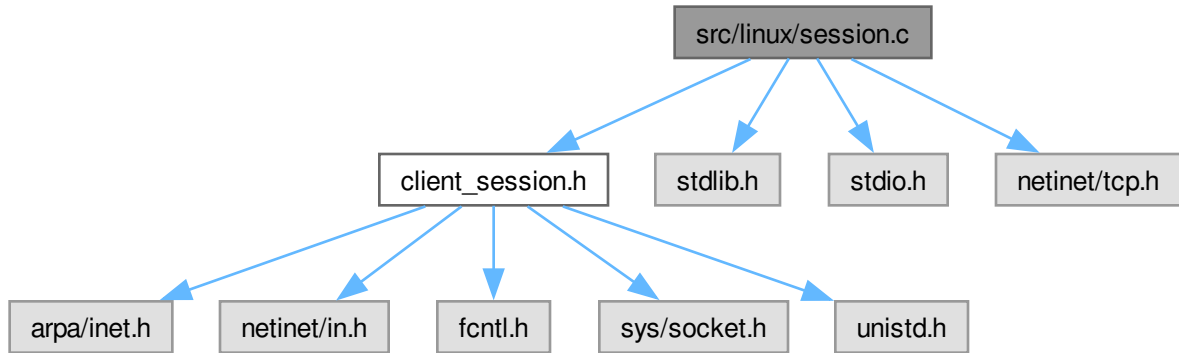 src/linux/session.c
client_session.h
stdlib.h
stdio.h
netinet/tcp.h
arpa/inet.h
netinet/in.h
fcntl.h
sys/socket.h
unistd.h